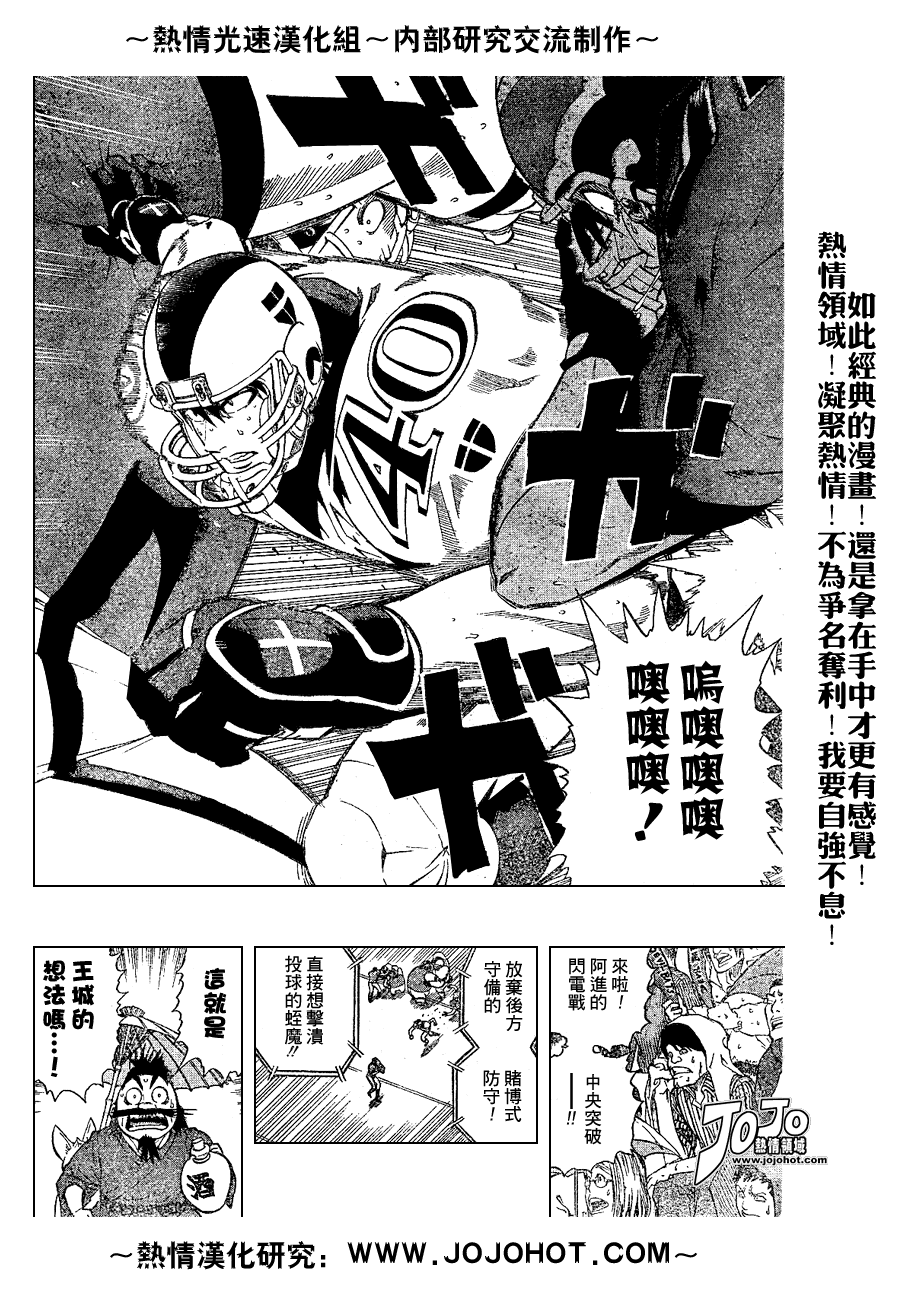 ~熱情光速漢化組~内部研究交流制作~
如此經典的漫畫!還是拿在手中才更有感覺!
熱情領域!凝聚熱情!不為爭名奪利!我要自強不息!
ガ
ガ
ガ
嗚噢噢噢
噢噢噢!
40
來啦!
阿進的
閃電戰
——
中央突破
!!
放棄後方
守備的
賭博式
防守!
直接想擊潰
投球的蛭魔!!
這就是
王城的
想法嗎…!
酒
JOJO
熱情領域
www.jojohot.com
~熱情漢化研究: WWW.JOJOHOT.COM~